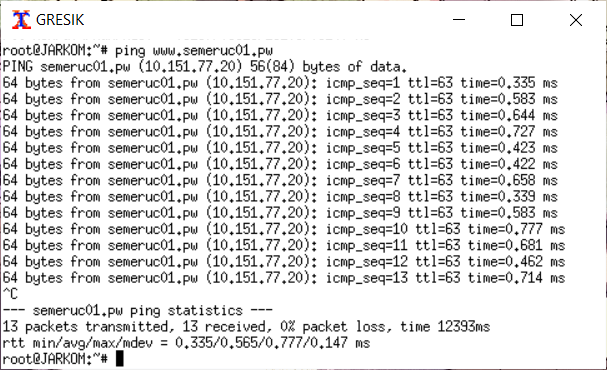 GRESIK
root@JARKOM:~# ping www.semeruc01.pw
PING semeruc01.pw (10.151.77.20) 56(84) bytes of data.
64 bytes from semeruc01.pw (10.151.77.20): icmp_seq=1 ttl=63 time=0.335 ms
64 bytes from semeruc01.pw (10.151.77.20): icmp_seq=2 ttl=63 time=0.583 ms
64 bytes from semeruc01.pw (10.151.77.20): icmp_seq=3 ttl=63 time=0.644 ms
64 bytes from semeruc01.pw (10.151.77.20): icmp_seq=4 ttl=63 time=0.727 ms
64 bytes from semeruc01.pw (10.151.77.20): icmp_seq=5 ttl=63 time=0.423 ms
64 bytes from semeruc01.pw (10.151.77.20): icmp_seq=6 ttl=63 time=0.422 ms
64 bytes from semeruc01.pw (10.151.77.20): icmp_seq=7 ttl=63 time=0.658 ms
64 bytes from semeruc01.pw (10.151.77.20): icmp_seq=8 ttl=63 time=0.339 ms
64 bytes from semeruc01.pw (10.151.77.20): icmp_seq=9 ttl=63 time=0.583 ms
64 bytes from semeruc01.pw (10.151.77.20): icmp_seq=10 ttl=63 time=0.777 ms
64 bytes from semeruc01.pw (10.151.77.20): icmp_seq=11 ttl=63 time=0.681 ms
64 bytes from semeruc01.pw (10.151.77.20): icmp_seq=12 ttl=63 time=0.462 ms
64 bytes from semeruc01.pw (10.151.77.20): icmp_seq=13 ttl=63 time=0.714 ms
^C
--- semeruc01.pw ping statistics ---
13 packets transmitted, 13 received, 0% packet loss, time 12393ms
rtt min/avg/max/mdev = 0.335/0.565/0.777/0.147 ms
root@JARKOM:~#